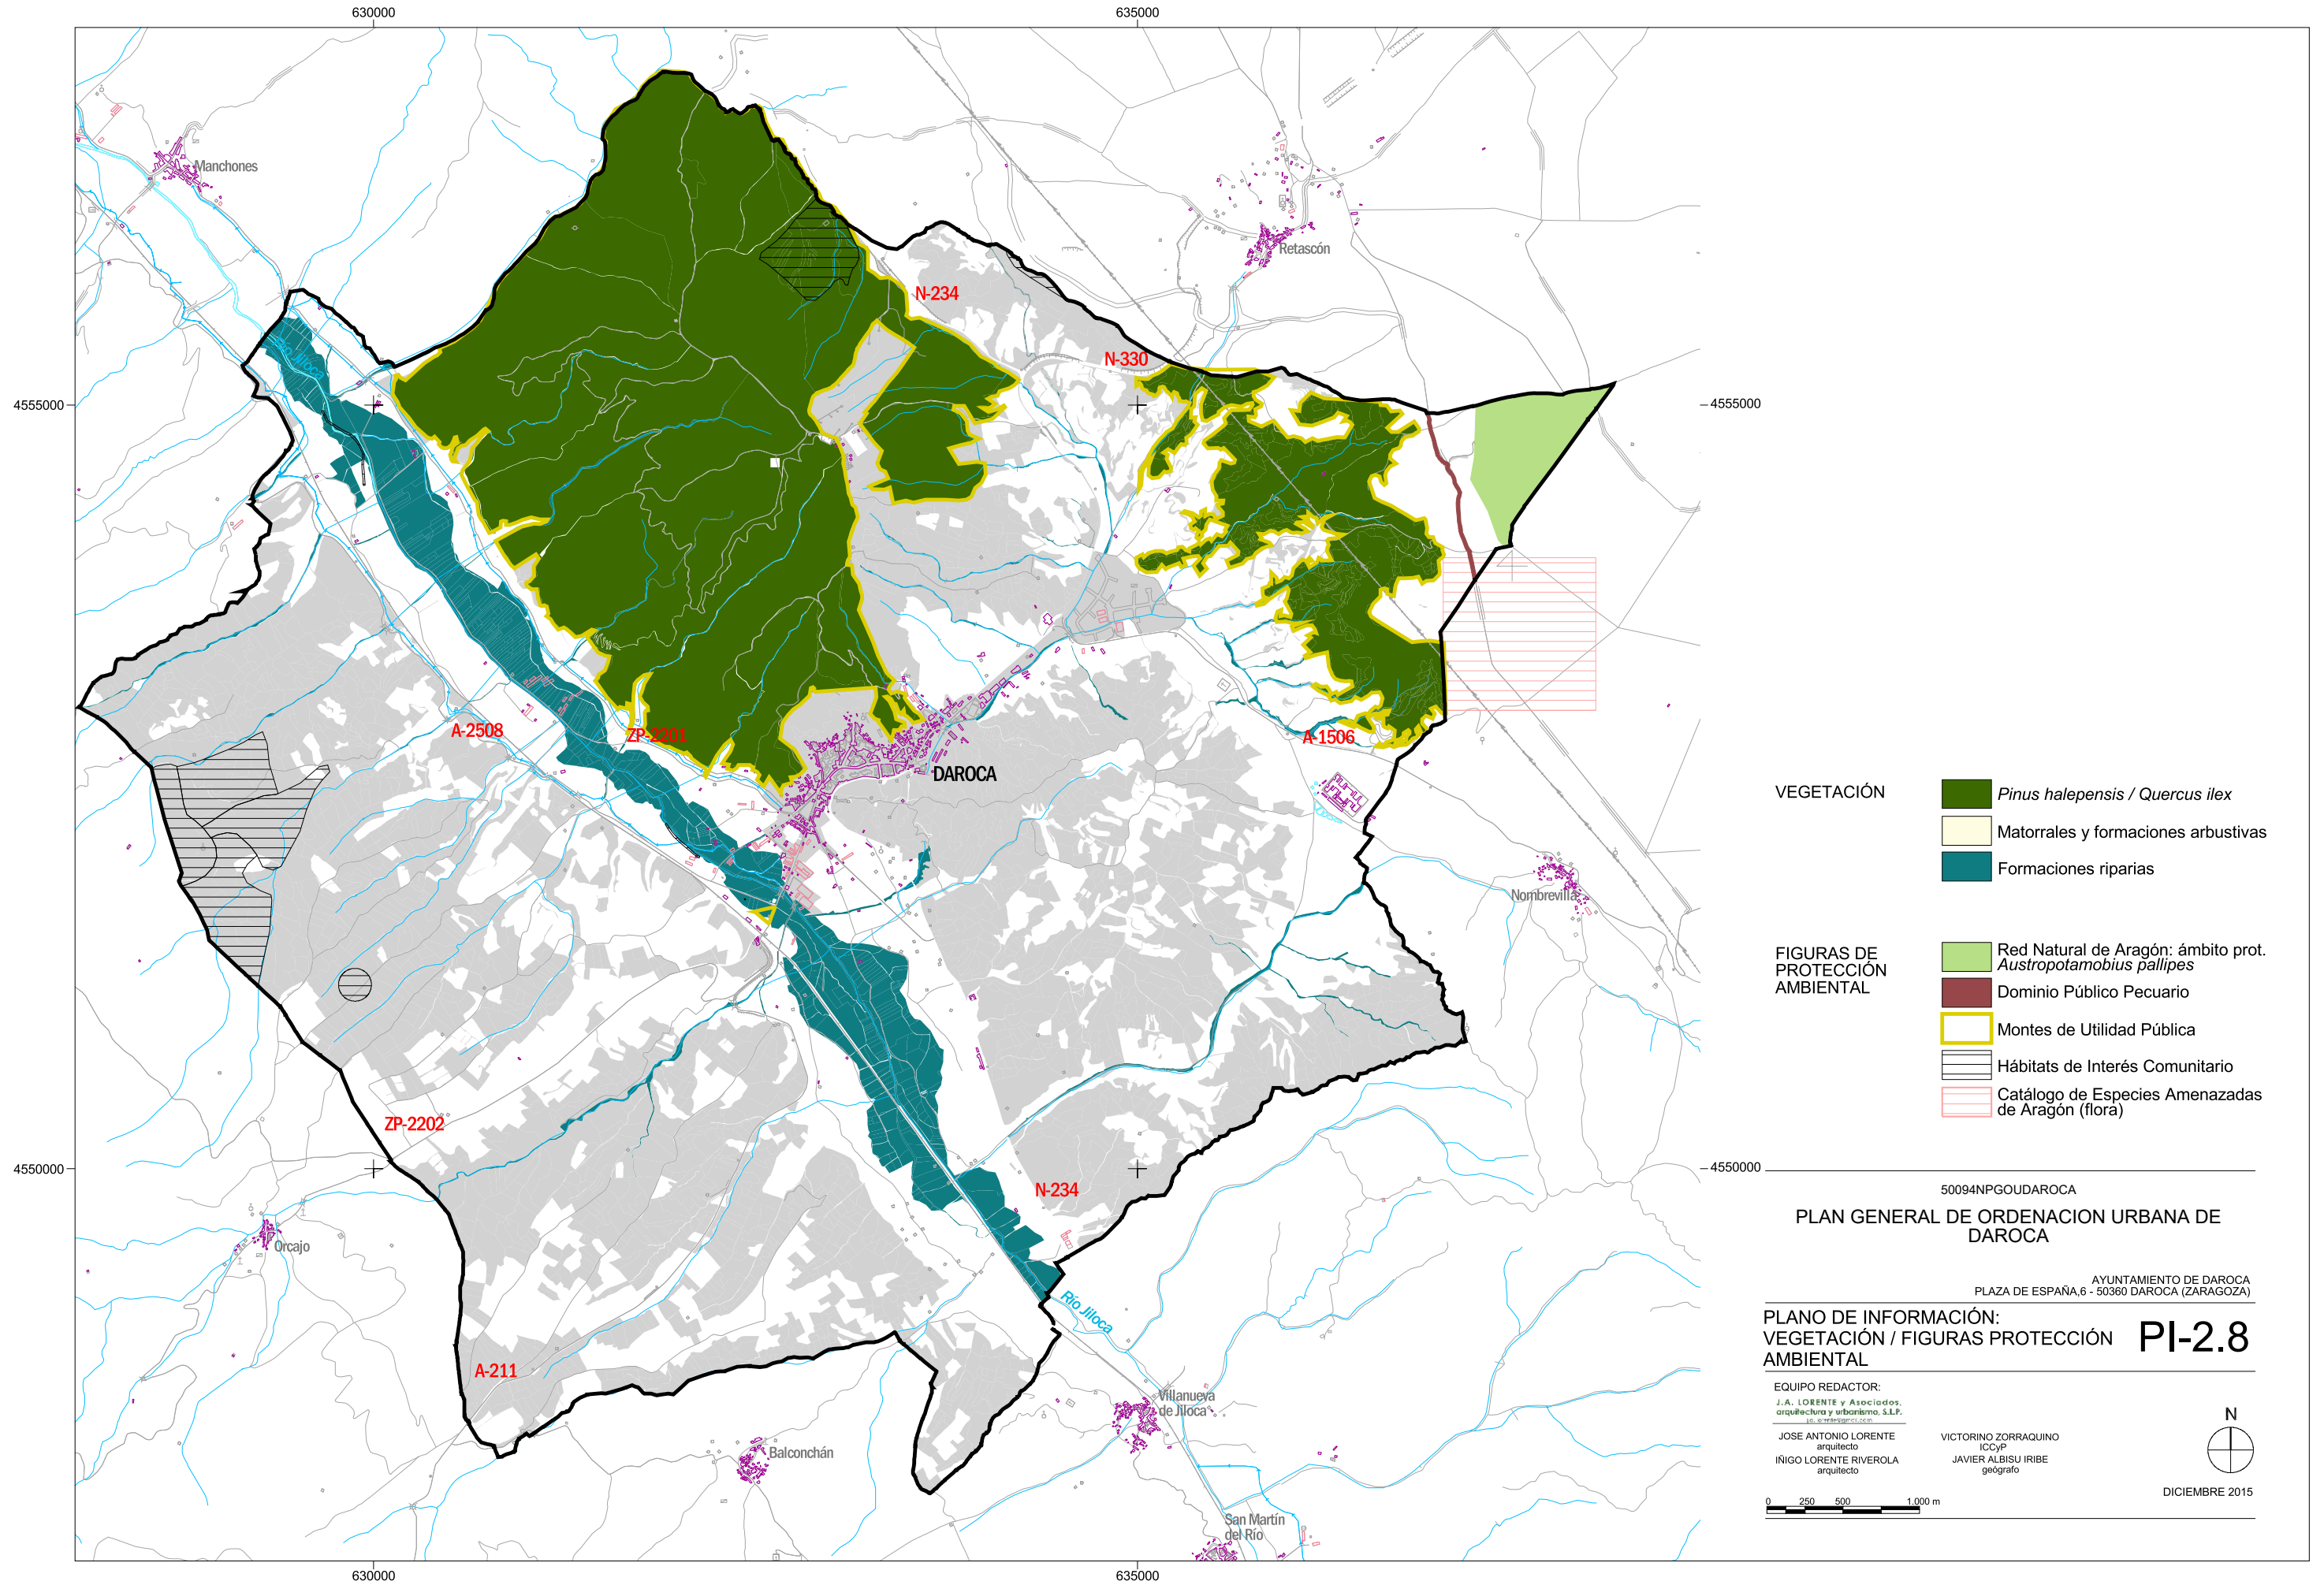 630000
635000
Manchones
Retascón
N-234
N-330
Río Jiloca
4555000
4555000
A-2508
ZP-2201
A-1506
DAROCA
Nombrevilla
ZP-2202
4550000
4550000
N-234
Orcajo
Río Jiloca
A-211
Villanueva
de Jiloca
Balconchán
San Martín
del Río
630000
635000
VEGETACIÓN
Pinus halepensis / Quercus ilex
Matorrales y formaciones arbustivas
Formaciones riparias
FIGURAS DE
PROTECCIÓN
AMBIENTAL
Red Natural de Aragón: ámbito prot.
Austropotamobius pallipes
Dominio Público Pecuario
Montes de Utilidad Pública
Hábitats de Interés Comunitario
Catálogo de Especies Amenazadas
de Aragón (flora)
50094NPGOUDAROCA
PLAN GENERAL DE ORDENACION URBANA DE
DAROCA
AYUNTAMIENTO DE DAROCA
PLAZA DE ESPAÑA,6 - 50360 DAROCA (ZARAGOZA)
PLANO DE INFORMACIÓN:
VEGETACIÓN / FIGURAS PROTECCIÓN
AMBIENTAL
PI-2.8
EQUIPO REDACTOR:
J.A. LORENTE y Asociados,
arquitectura y urbanismo, S.L.P.
JOSE ANTONIO LORENTE
arquitecto
IÑIGO LORENTE RIVEROLA
arquitecto
VICTORINO ZORRAQUINO
ICCyP
JAVIER ALBISU IRIBE
geógrafo
N
DICIEMBRE 2015
0 250 500 1.000 m